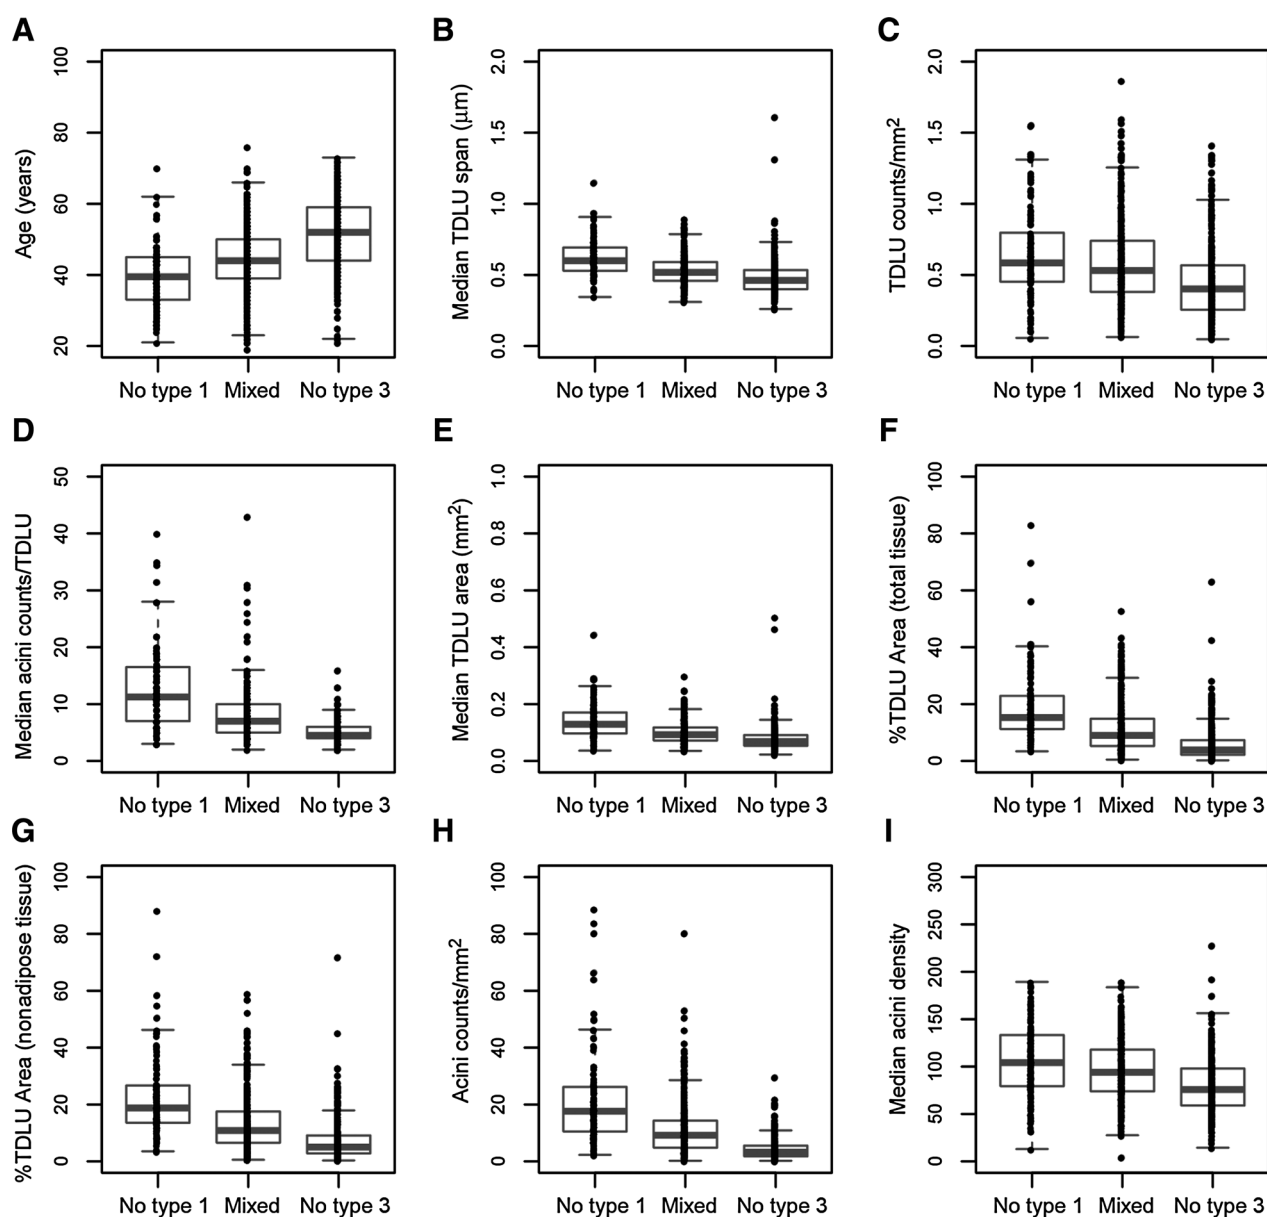 A
Age (years)
100
80
60
40
20
No type 1 Mixed No type 3
B
Median TDLU span (μm)
2.0
1.5
1.0
0.5
0.0
No type 1 Mixed No type 3
C
TDLU counts/mm²
2.0
1.5
1.0
0.5
0.0
No type 1 Mixed No type 3
D
Median acini counts/TDLU
50
40
30
20
10
0
No type 1 Mixed No type 3
E
Median TDLU area (mm²)
1.0
0.8
0.6
0.4
0.2
0.0
No type 1 Mixed No type 3
F
%TDLU Area (total tissue)
100
80
60
40
20
0
No type 1 Mixed No type 3
G
%TDLU Area (nonadipose tissue)
100
80
60
40
20
0
No type 1 Mixed No type 3
H
Acini counts/mm²
100
80
60
40
20
0
No type 1 Mixed No type 3
I
Median acini density
300
250
200
150
100
50
0
No type 1 Mixed No type 3